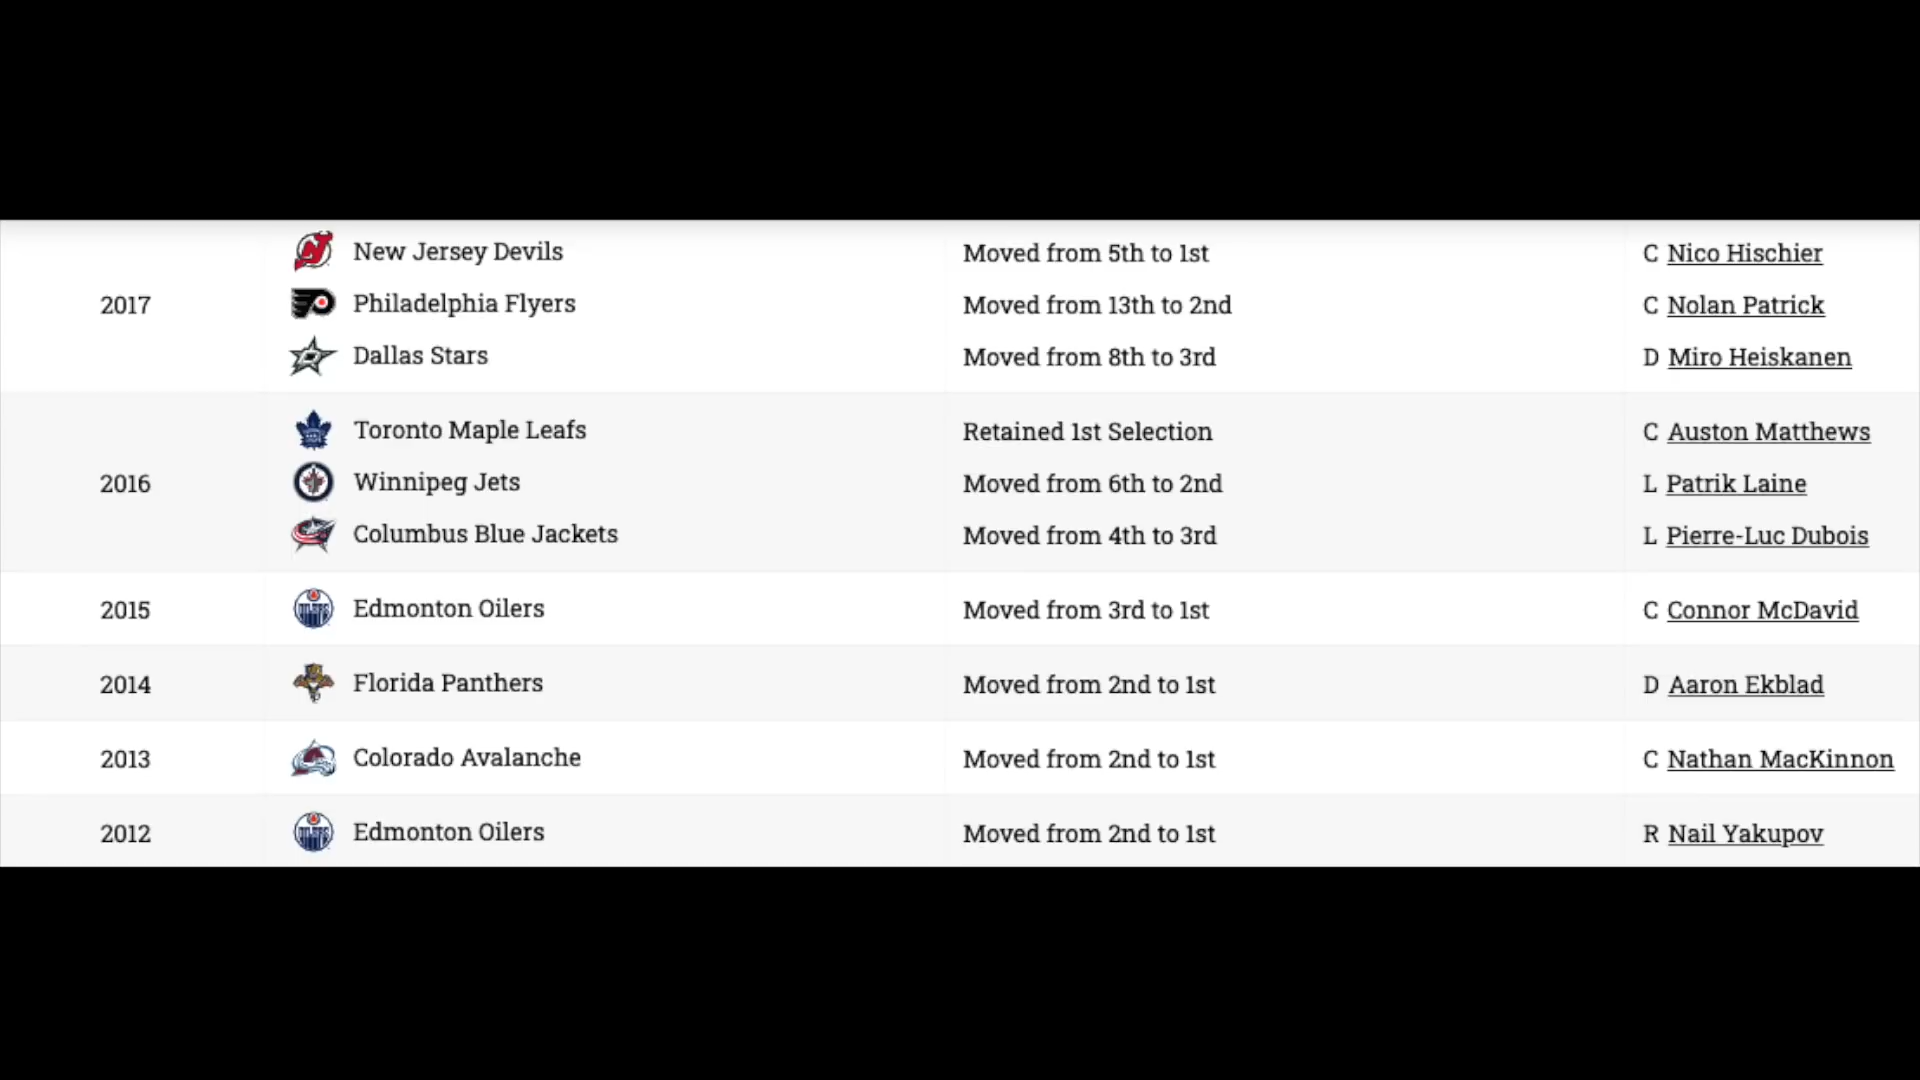 New Jersey Devils Moved from 5th to 1st C Nico Hischier
2017 Philadelphia Flyers Moved from 13th to 2nd C Nolan Patrick
Dallas Stars Moved from 8th to 3rd D Miro Heiskanen
Toronto Maple Leafs Retained 1st Selection C Auston Matthews
2016 Winnipeg Jets Moved from 6th to 2nd L Patrik Laine
Columbus Blue Jackets Moved from 4th to 3rd L Pierre-Luc Dubois
2015 OILERS Edmonton Oilers Moved from 3rd to 1st C Connor McDavid
2014 Florida Panthers Moved from 2nd to 1st D Aaron Ekblad
2013 Colorado Avalanche Moved from 2nd to 1st C Nathan MacKinnon
2012 OILERS Edmonton Oilers Moved from 2nd to 1st R Nail Yakupov